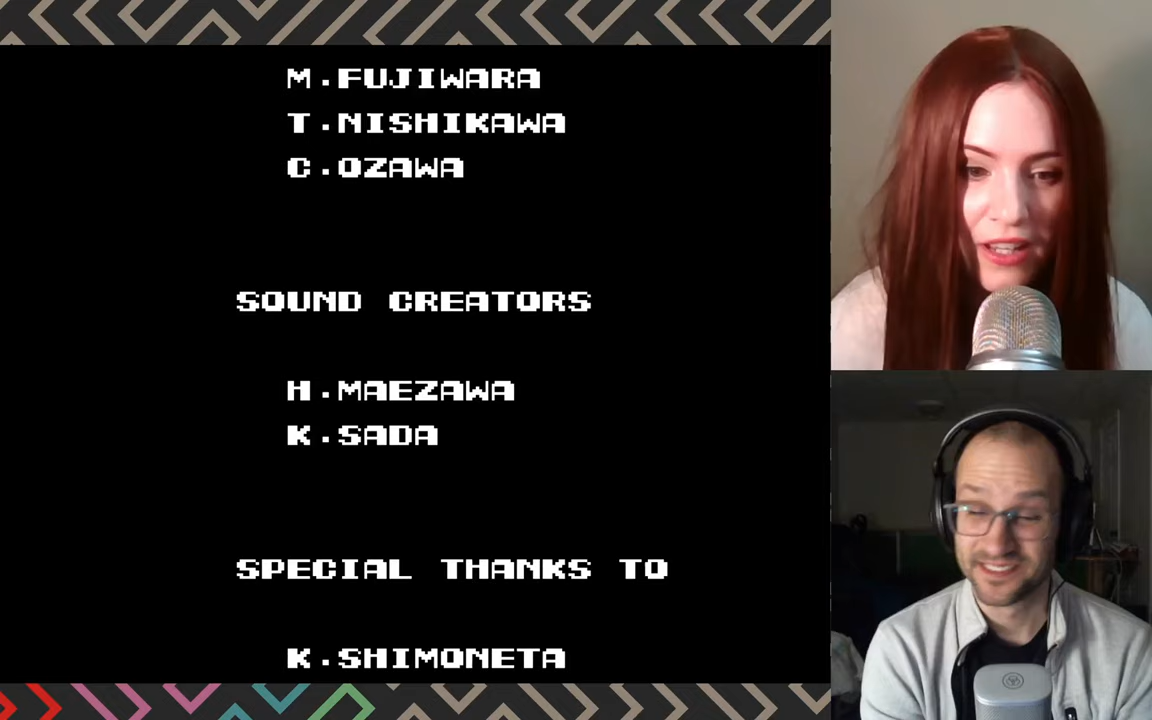 M.FUJIWARA
T.NISHIKAWA
C.OZAWA
SOUND CREATORS
H.MAEZAWA
K.SADA
SPECIAL THANKS TO
K.SHIMONETA